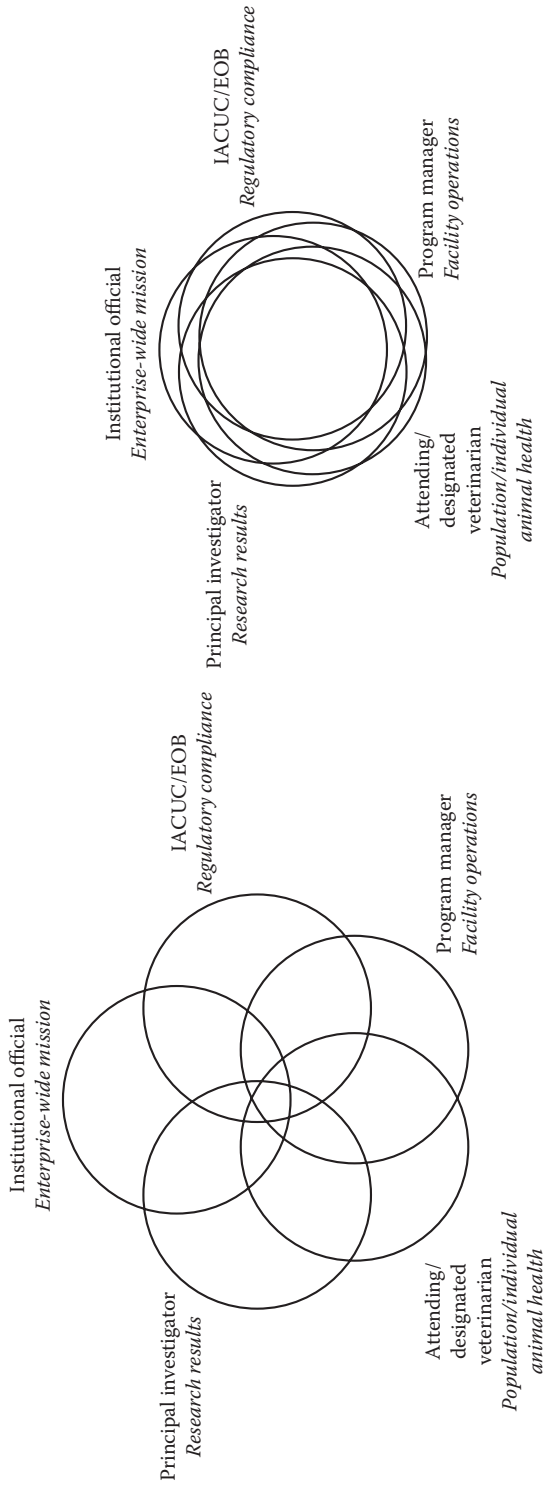 Institutional official
Enterprise-wide mission
Principal investigator
Research results
IACUC/EOB
Regulatory compliance
Attending/
designated
veterinarian
Population/individual
animal health
Program manager
Facility operations
Institutional official
Enterprise-wide mission
Principal investigator
Research results
IACUC/EOB
Regulatory compliance
Attending/
designated
veterinarian
Population/individual
animal health
Program manager
Facility operations